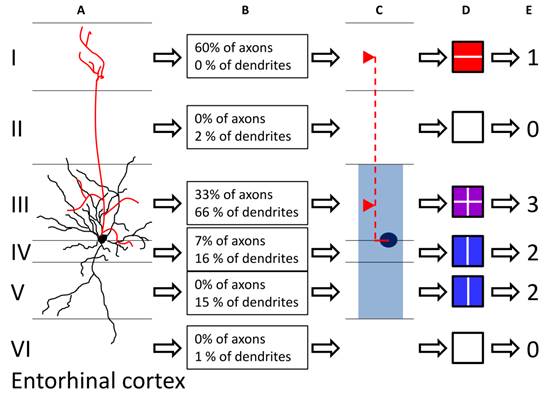 A B C D E
I 60% of axons 1
0 % of dendrites
II 0% of axons 0
2 % of dendrites
III 33% of axons 3
66 % of dendrites
IV 7% of axons 2
16 % of dendrites
V 0% of axons 2
15 % of dendrites
VI 0% of axons 0
1 % of dendrites
Entorhinal cortex